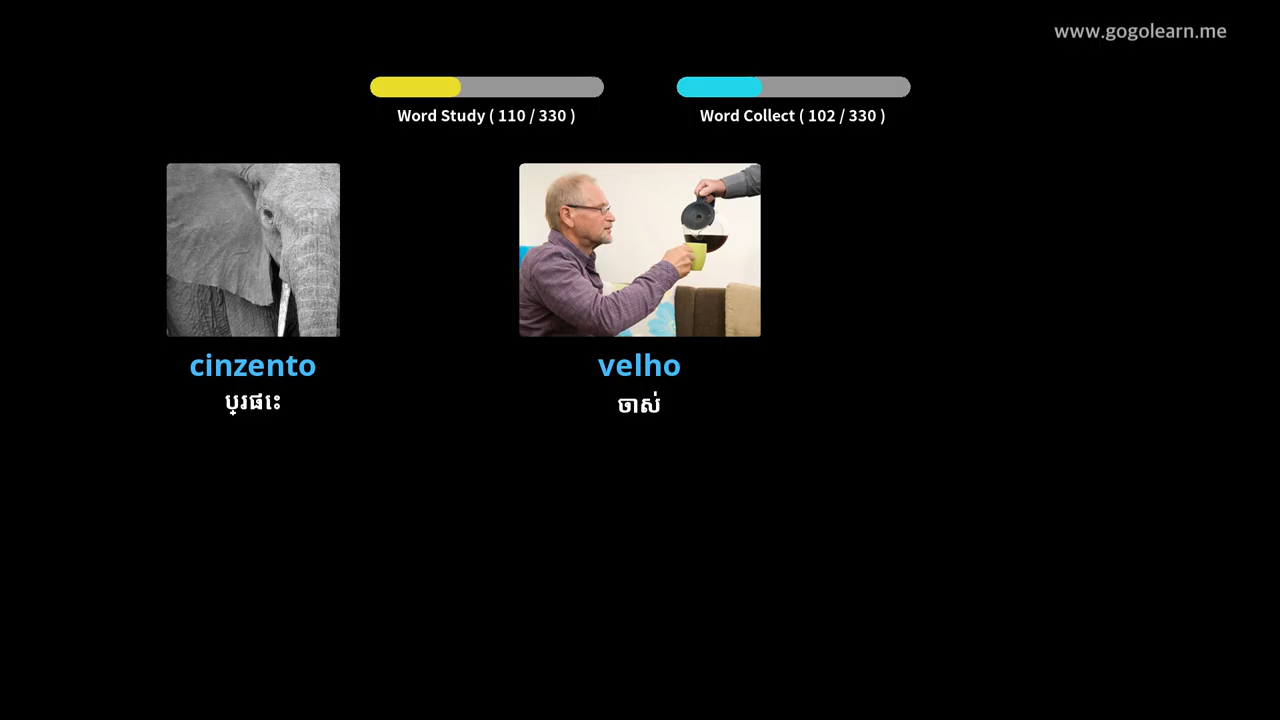 www.gogolearn.me
Word Study ( 110 / 330 )
Word Collect ( 102 / 330 )
cinzento
ប្រផេះ
velho
ចាស់